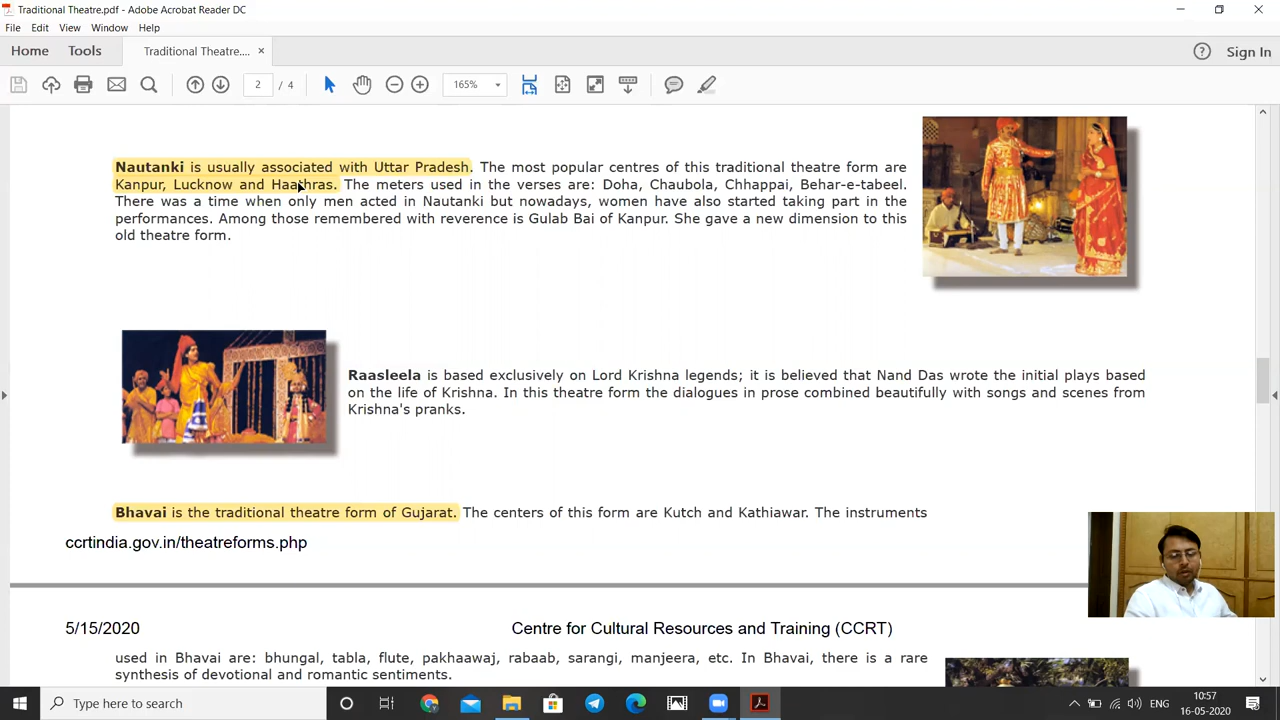 Traditional Theatre.pdf - Adobe Acrobat Reader DC
File Edit View Window Help
Home Tools Traditional Theatre.... × Sign In
2 / 4 165%
Nautanki is usually associated with Uttar Pradesh. The most popular centres of this traditional theatre form are
Kanpur, Lucknow and Haathras. The meters used in the verses are: Doha, Chaubola, Chhappai, Behar-e-tabeel.
There was a time when only men acted in Nautanki but nowadays, women have also started taking part in the
performances. Among those remembered with reverence is Gulab Bai of Kanpur. She gave a new dimension to this
old theatre form.
Raasleela is based exclusively on Lord Krishna legends; it is believed that Nand Das wrote the initial plays based
on the life of Krishna. In this theatre form the dialogues in prose combined beautifully with songs and scenes from
Krishna's pranks.
Bhavai is the traditional theatre form of Gujarat. The centers of this form are Kutch and Kathiawar. The instruments
ccrtindia.gov.in/theatreforms.php
5/15/2020 Centre for Cultural Resources and Training (CCRT)
used in Bhavai are: bhungal, tabla, flute, pakhaawaj, rabaab, sarangi, manjeera, etc. In Bhavai, there is a rare
synthesis of devotional and romantic sentiments.
Type here to search ENG 10:57
16-05-2020